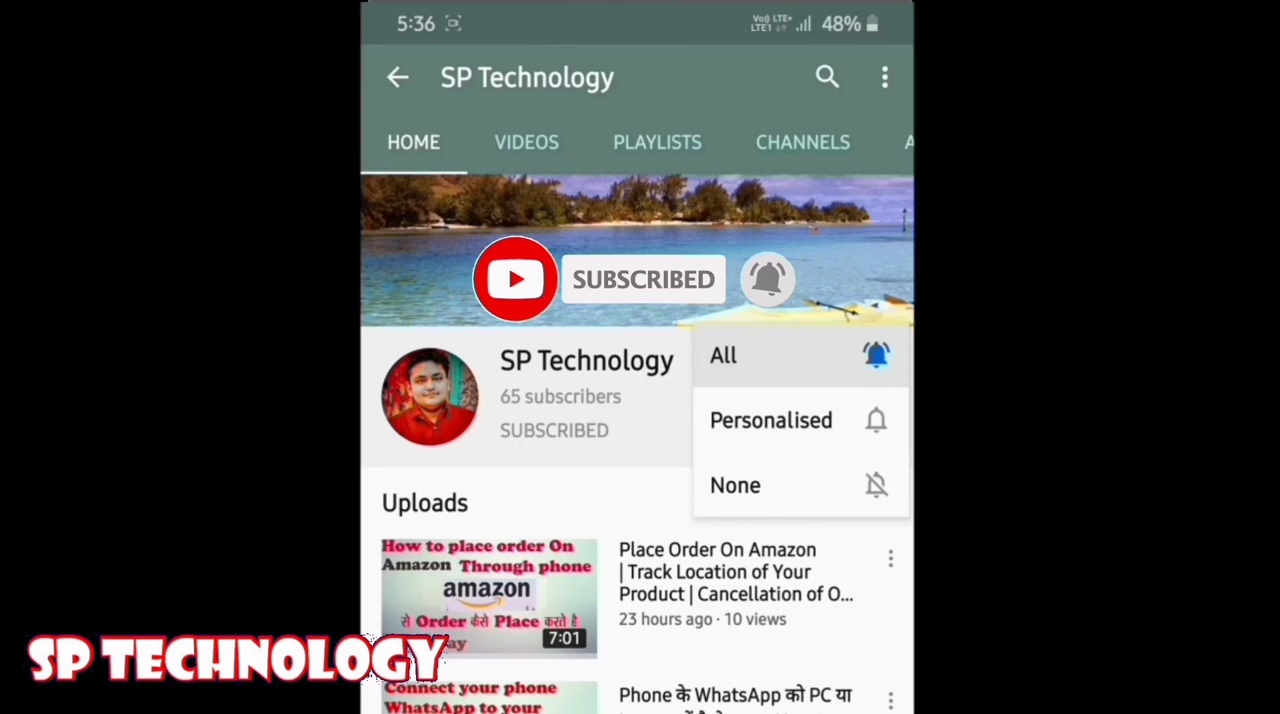 5:36
Vo)) LTE+
LTE1
48%
SP Technology
HOME
VIDEOS
PLAYLISTS
CHANNELS
A
SUBSCRIBED
SP Technology
65 subscribers
SUBSCRIBED
All
Personalised
None
Uploads
How to place order On
Amazon Through phone
amazon
से Order कैसे Place करते है
7:01
Place Order On Amazon
| Track Location of Your
Product | Cancellation of O...
23 hours ago · 10 views
SP TECHNOLOGY
Connect your phone
WhatsApp to your
Phone के WhatsApp को PC या